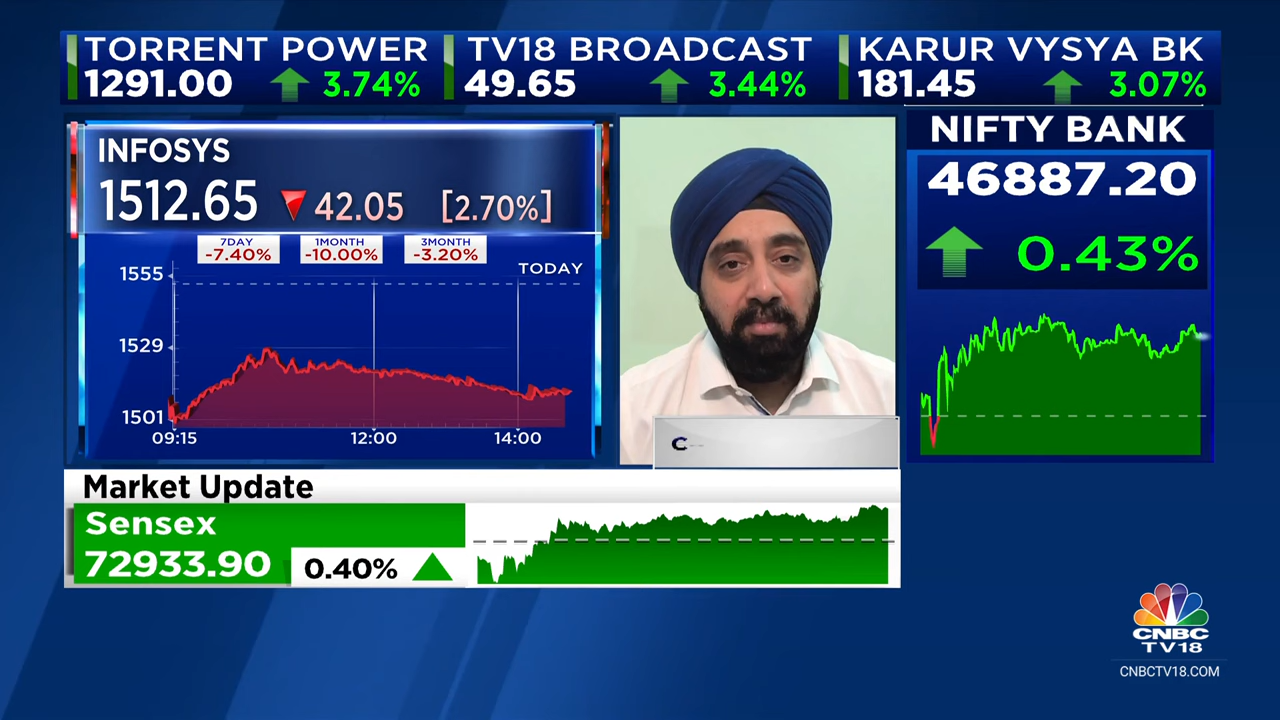 TORRENT POWER
1291.00 3.74%
TV18 BROADCAST
49.65 3.44%
KARUR VYSYA BK
181.45 3.07%
INFOSYS
1512.65 42.05 [2.70%]
7DAY
-7.40%
1MONTH
-10.00%
3MONTH
-3.20%
TODAY
1555
1529
1501
09:15 12:00 14:00
C
NIFTY BANK
46887.20
0.43%
Market Update
Sensex
72933.90 0.40%
CNBC
TV18
CNBCTV18.COM